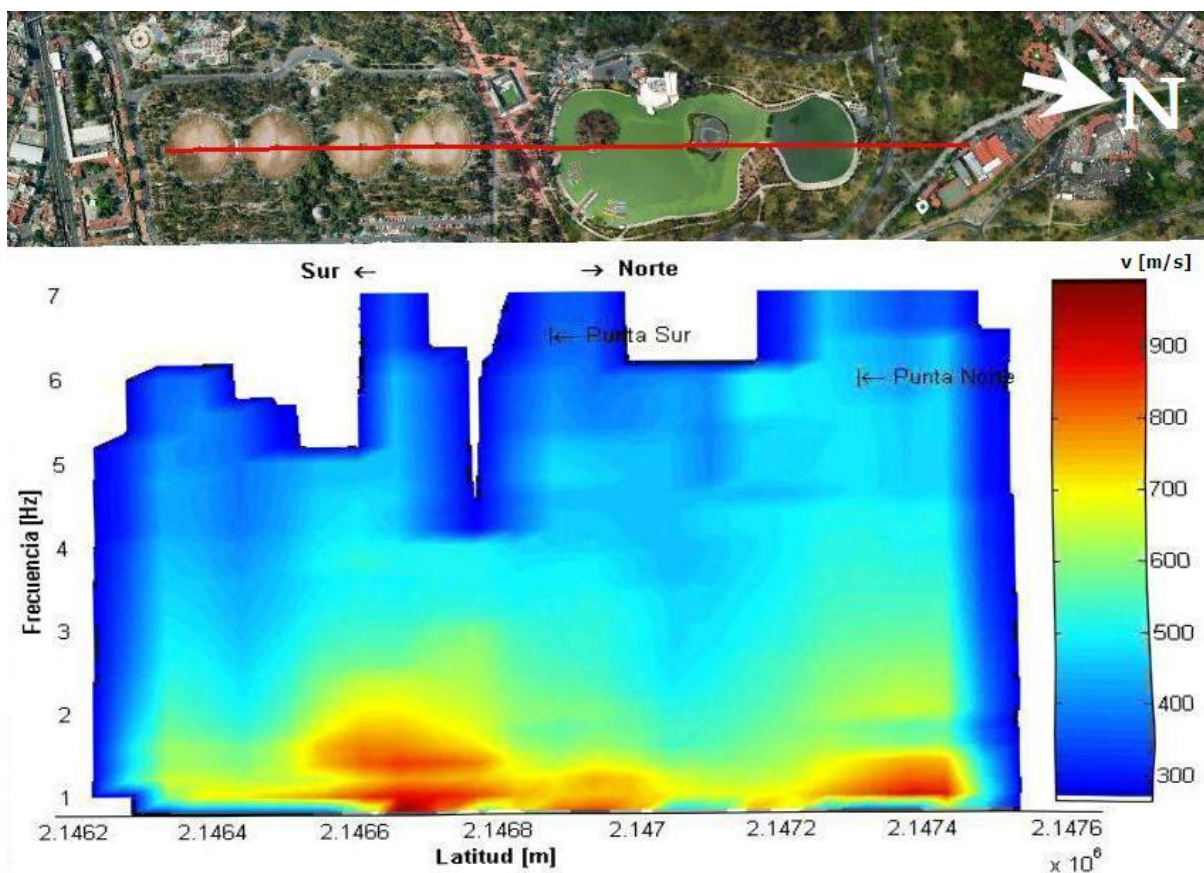 N
Sur ← → Norte
v [m/s]
7
← Punta Sur
6
← Punta Norte
5
4
3
2
1
Frecuencia [Hz]
900
800
700
600
500
400
300
2.1462 2.1464 2.1466 2.1468 2.147 2.1472 2.1474 2.1476
Latitud [m]
x 10⁶